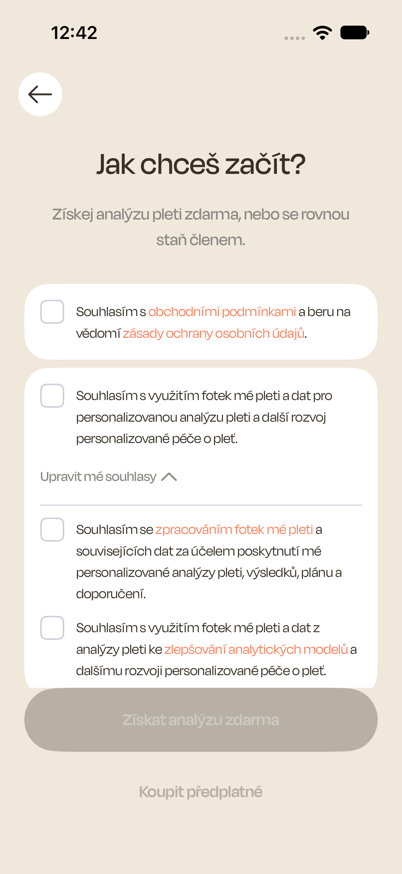 12:42
Jak chceš začít?
Získej analýzu pleti zdarma, nebo se rovnou
staň členem.
Souhlasím s obchodními podmínkami a beru na
vědomí zásady ochrany osobních údajů.
Souhlasím s využitím fotek mé pleti a dat pro
personalizovanou analýzu pleti a další rozvoj
personalizované péče o pleť.
Upravit mé souhlasy
Souhlasím se zpracováním fotek mé pleti a
souvisejících dat za účelem poskytnutí mé
personalizované analýzy pleti, výsledků, plánu a
doporučení.
Souhlasím s využitím fotek mé pleti a dat z
analýzy pleti ke zlepšování analytických modelů a
dalšímu rozvoji personalizované péče o pleť.
Získat analýzu zdarma
Koupit předplatné